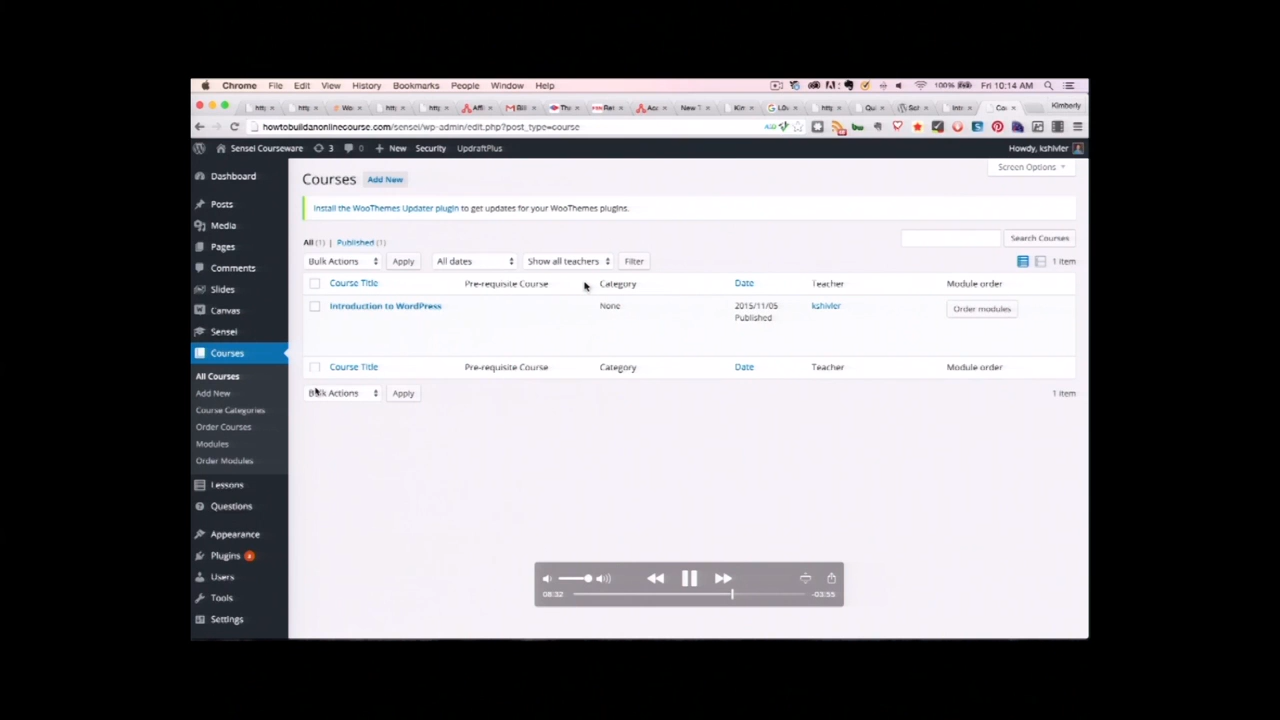 Chrome File Edit View History Bookmarks People Window Help 100% Fri 10:14 AM
Kimberly
howtobuildanonlinecourse.com/sensei/wp-admin/edit.php?post_type=course
Sensei Courseware 3 0 + New Security UpdraftPlus Howdy, kshivler
Screen Options
Dashboard
Posts
Media
Pages
Comments
Slides
Canvas
Sensei
Courses
All Courses
Add New
Course Categories
Order Courses
Modules
Order Modules
Lessons
Questions
Appearance
Plugins
Users
Tools
Settings
Courses Add New
Install the WooThemes Updater plugin to get updates for your WooThemes plugins.
All (1) | Published (1)
Search Courses
Bulk Actions Apply All dates Show all teachers Filter 1 item
Course Title Pre-requisite Course Category Date Teacher Module order
Introduction to WordPress None 2015/11/05 kshivler Order modules
Published
Course Title Pre-requisite Course Category Date Teacher Module order
Bulk Actions Apply 1 item
08:32 -03:55